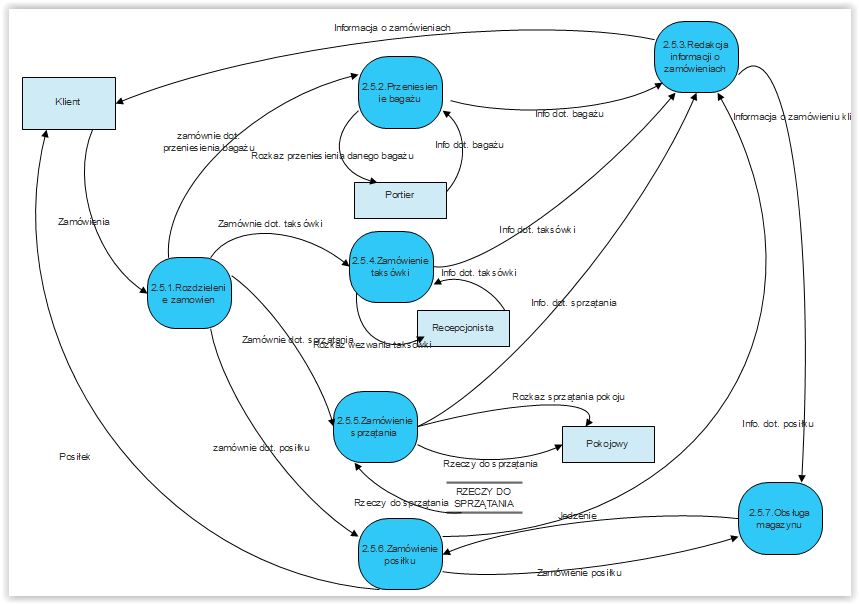 Informacja o zamówieniach
2.5.3.Redakcja
informacji o
zamówieniach
Klient
2.5.2.Przeniesien
ie bagażu
Info dot. bagażu
Informacja o zamówieniu kli
zamównie dot.
przeniesienia bagażu
Rozkaz przeniesienia danego bagażu
Info dot. bagażu
Portier
Zamówienia
Zamównie dot. taksówki
Info dot. taksówki
2.5.4.Zamówienie
taksówki
Info dot. taksówki
2.5.1.Rozdzieleni
e zamowien
Info. dot. sprzątania
Recepcjonista
Zamównie dot. sprzątania
Rozkaz wezwania taksówki
Rozkaz sprzątania pokoju
2.5.5.Zamówienie
sprzątania
Info. dot. posiłku
Pokojowy
zamównie dot. posiłku
Posiłek
Rzeczy do sprzątania
RZECZY DO
SPRZĄTANIA
Rzeczy do sprzątania
Jedzenie
2.5.7.Obsługa
magazynu
2.5.6.Zamówienie
posiłku
Zamówienie posiłku